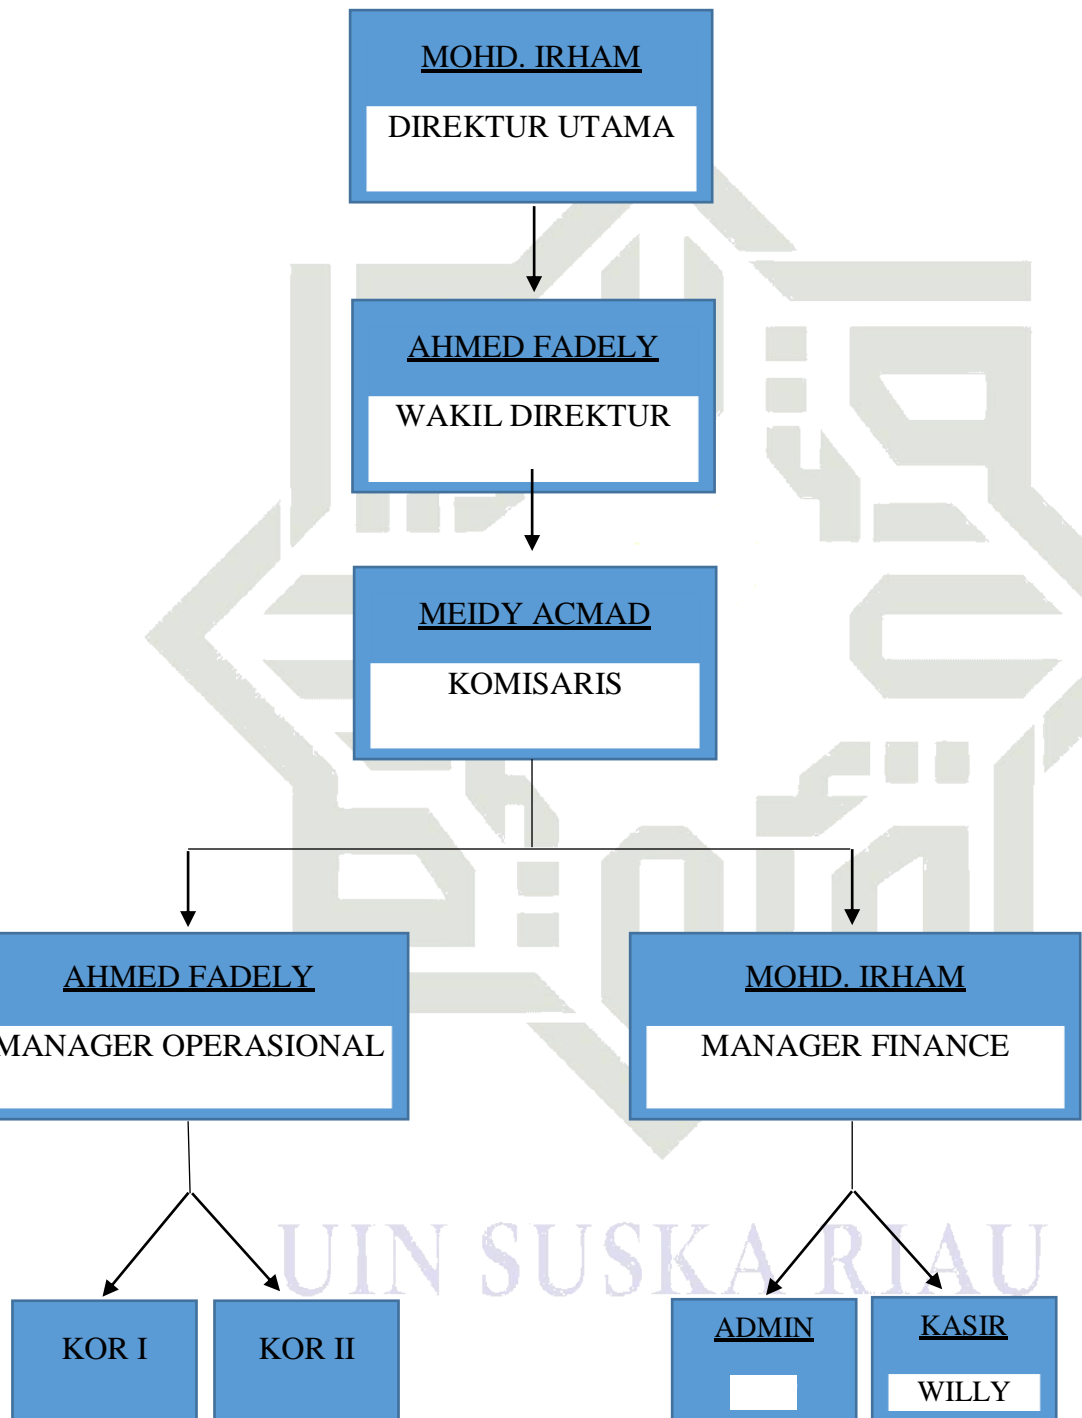 MOHD. IRHAM
DIREKTUR UTAMA
AHMED FADELY
WAKIL DIREKTUR
MEIDY ACMAD
KOMISARIS
AHMED FADELY
MANAGER OPERASIONAL
MOHD. IRHAM
MANAGER FINANCE
UIN SUSKA RIAU
KOR I
KOR II
ADMIN
KASIR
WILLY